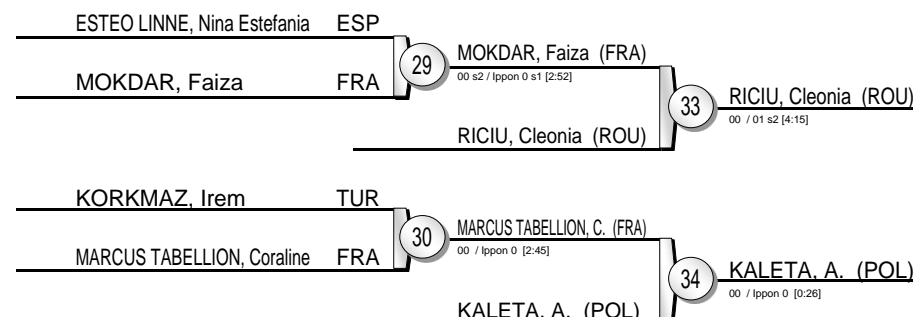 ESTEO LINNE, Nina Estefania ESP
29
MOKDAR, Faiza (FRA)
00 s2 / Ippon 0 s1 [2:52]
MOKDAR, Faiza FRA
33
RICIU, Cleonia (ROU)
00 / 01 s2 [4:15]
RICIU, Cleonia (ROU)
KORKMAZ, Irem TUR
30
MARCUS TABELLION, C. (FRA)
00 / Ippon 0 [2:45]
MARCUS TABELLION, Coraline FRA
34
KALETA, A. (POL)
00 / Ippon 0 [0:26]
KALETA, A. (POL)